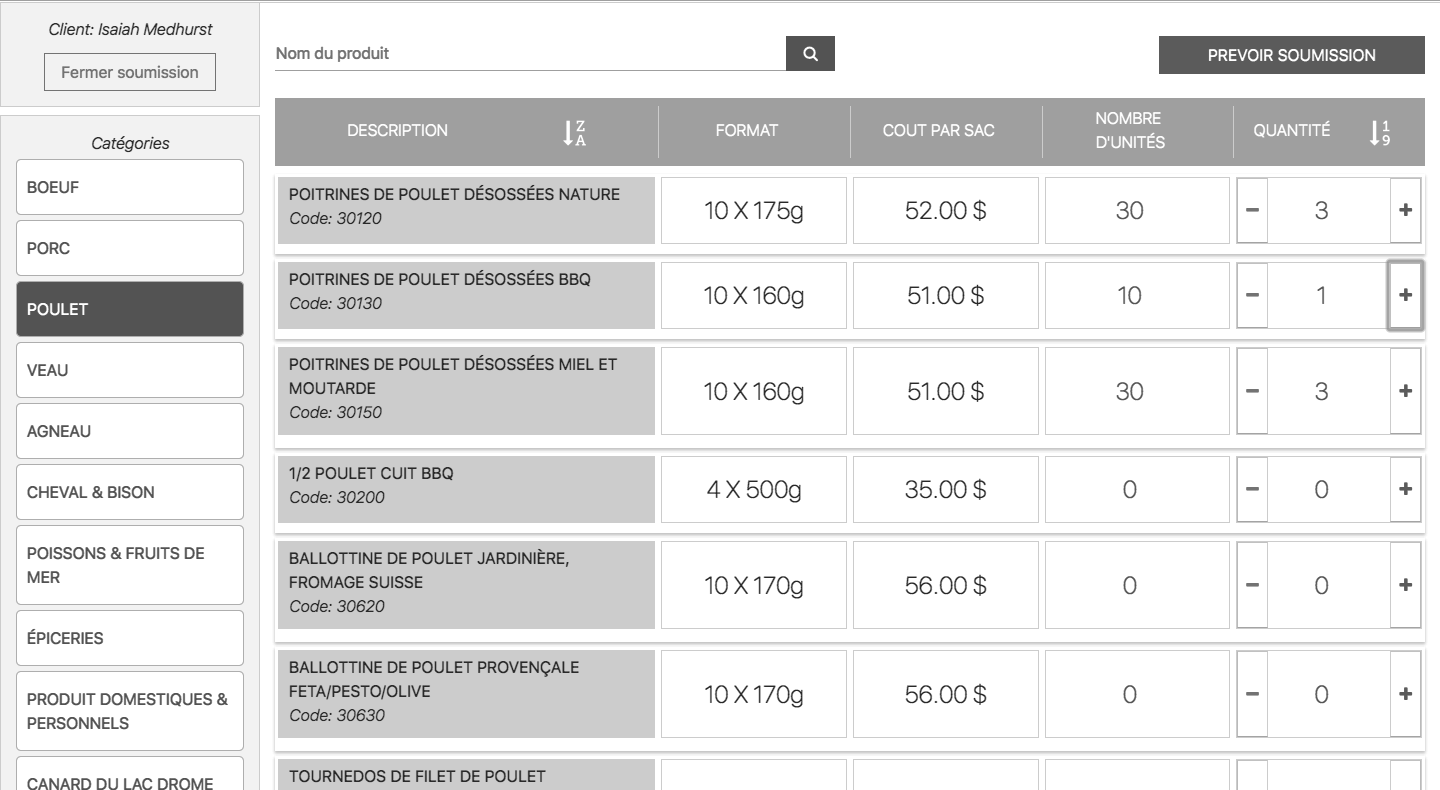 Client: Isaiah Medhurst
Fermer soumission
Catégories
BOEUF
PORC
POULET
VEAU
AGNEAU
CHEVAL & BISON
POISSONS & FRUITS DE
MER
ÉPICERIES
PRODUIT DOMESTIQUES &
PERSONNELS
CANARD DU LAC DROME
Nom du produit
PREVOIR SOUMISSION
DESCRIPTION Z A FORMAT COUT PAR SAC NOMBRE D'UNITÉS QUANTITÉ 1 9
POITRINES DE POULET DÉSOSSÉES NATURE
Code: 30120
10 X 175g 52.00 $ 30 − 3 +
POITRINES DE POULET DÉSOSSÉES BBQ
Code: 30130
10 X 160g 51.00 $ 10 − 1 +
POITRINES DE POULET DÉSOSSÉES MIEL ET
MOUTARDE
Code: 30150
10 X 160g 51.00 $ 30 − 3 +
1/2 POULET CUIT BBQ
Code: 30200
4 X 500g 35.00 $ 0 − 0 +
BALLOTTINE DE POULET JARDINIÈRE,
FROMAGE SUISSE
Code: 30620
10 X 170g 56.00 $ 0 − 0 +
BALLOTTINE DE POULET PROVENÇALE
FETA/PESTO/OLIVE
Code: 30630
10 X 170g 56.00 $ 0 − 0 +
TOURNEDOS DE FILET DE POULET